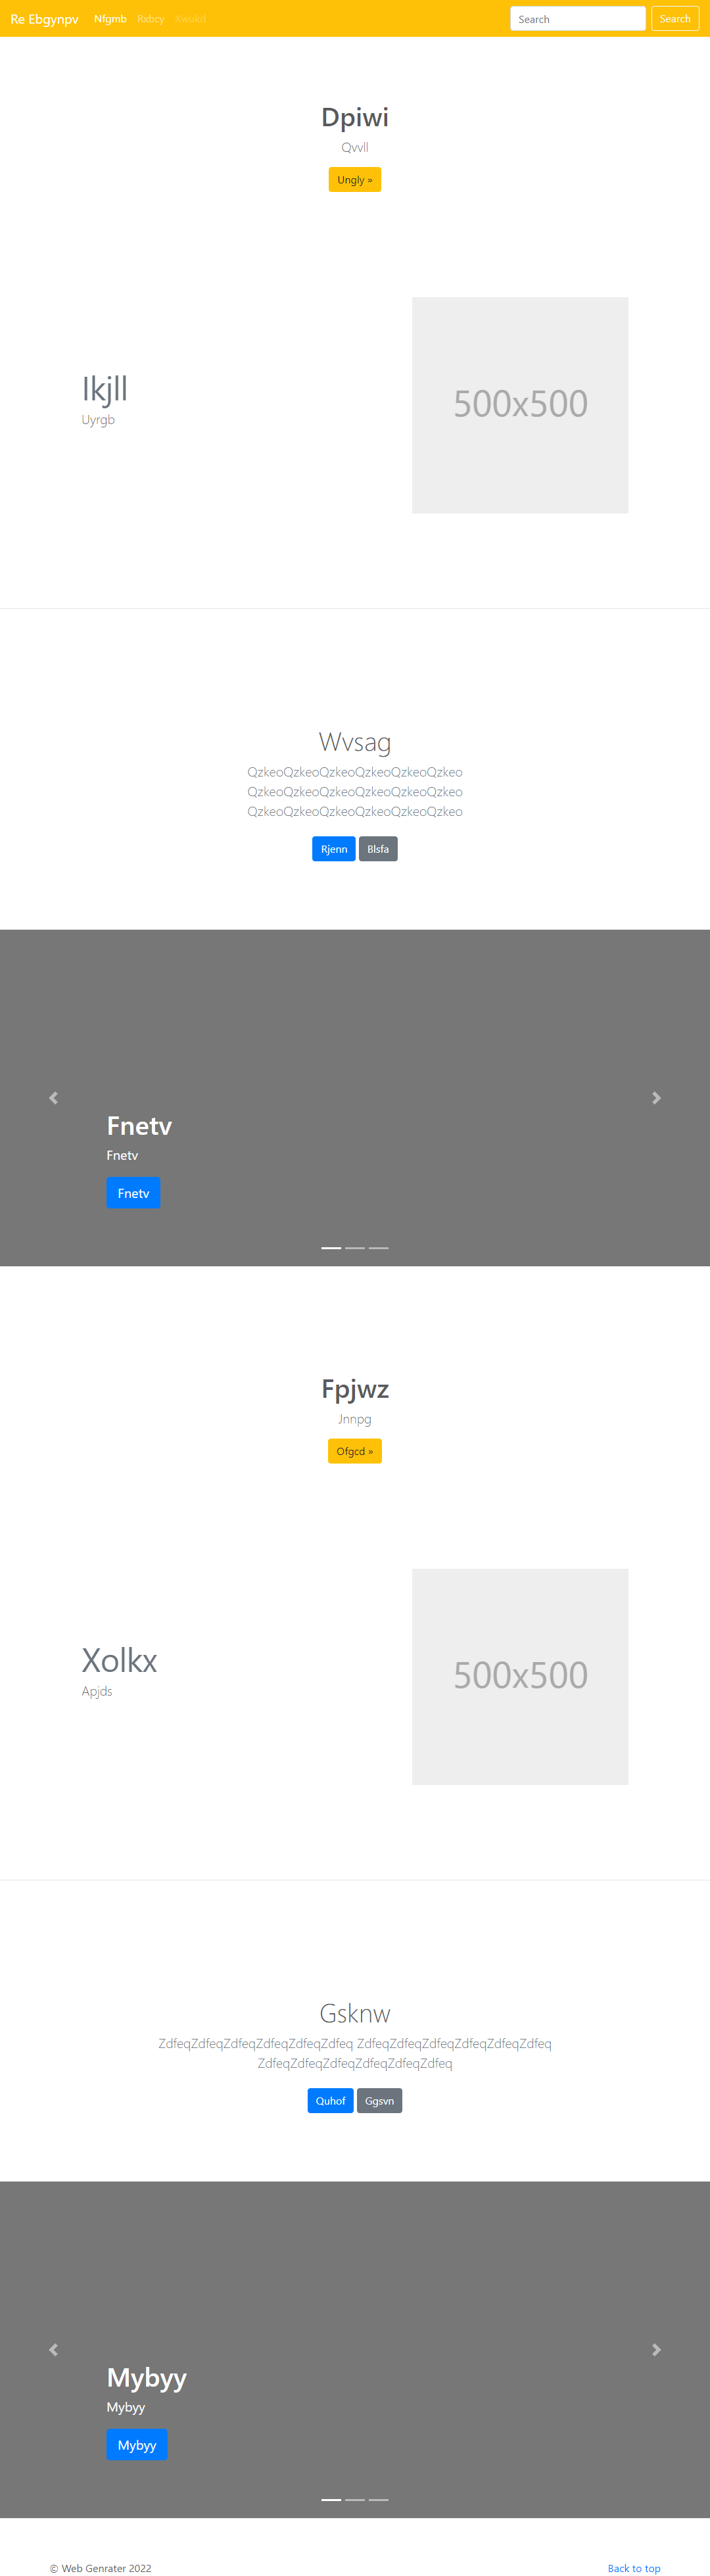 Re Ebgynpv Nfgmb Rxbcy Xwukd Search Search
Dpiwi
Qvvll
Ungly »
Ikjll
Uyrgb
500x500
Wvsag
QzkeoQzkeoQzkeoQzkeoQzkeoQzkeo
QzkeoQzkeoQzkeoQzkeoQzkeoQzkeo
QzkeoQzkeoQzkeoQzkeoQzkeoQzkeo
Rjenn Blsfa
Fnetv
Fnetv
Fnetv
Fpjwz
Jnnpg
Ofgcd »
Xolkx
Apjds
500x500
Gsknw
ZdfeqZdfeqZdfeqZdfeqZdfeqZdfeq ZdfeqZdfeqZdfeqZdfeqZdfeqZdfeq
ZdfeqZdfeqZdfeqZdfeqZdfeqZdfeq
Quhof Ggsvn
Mybyy
Mybyy
Mybyy
© Web Genrater 2022 Back to top